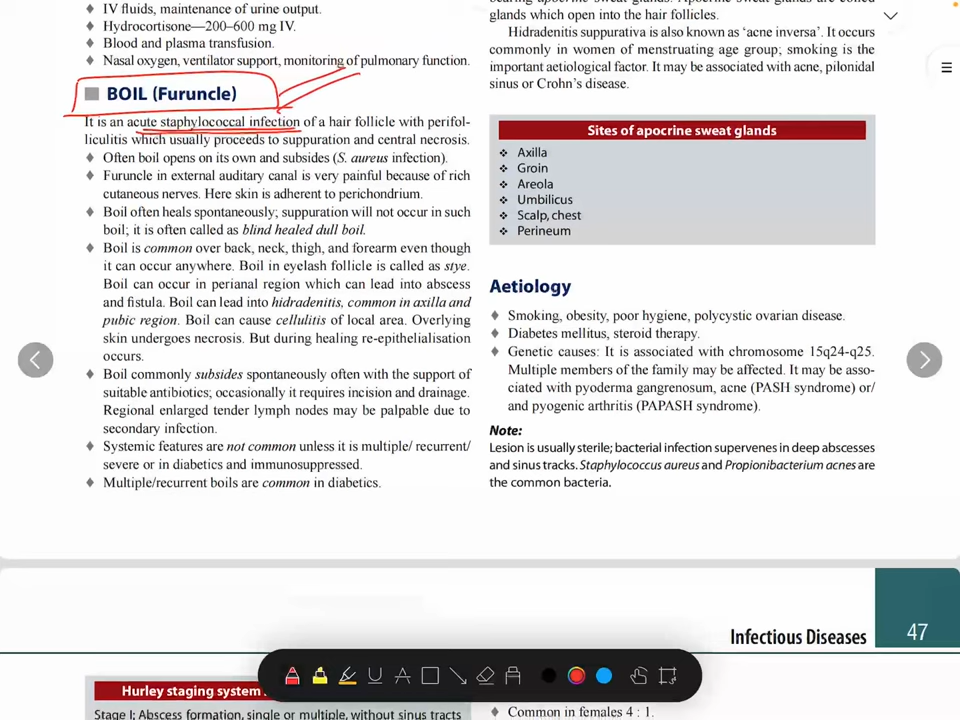 IV fluids, maintenance of urine output.
Hydrocortisone—200–600 mg IV.
Blood and plasma transfusion.
Nasal oxygen, ventilator support, monitoring of pulmonary function.
BOIL (Furuncle)
It is an acute staphylococcal infection of a hair follicle with perifol-
liculitis which usually proceeds to suppuration and central necrosis.
Often boil opens on its own and subsides (S. aureus infection).
Furuncle in external auditory canal is very painful because of rich
cutaneous nerves. Here skin is adherent to perichondrium.
Boil often heals spontaneously; suppuration will not occur in such
boil; it is often called as blind healed dull boil.
Boil is common over back, neck, thigh, and forearm even though
it can occur anywhere. Boil in eyelash follicle is called as stye.
Boil can occur in perianal region which can lead into abscess
and fistula. Boil can lead into hidradenitis, common in axilla and
pubic region. Boil can cause cellulitis of local area. Overlying
skin undergoes necrosis. But during healing re-epithelialisation
occurs.
Boil commonly subsides spontaneously often with the support of
suitable antibiotics; occasionally it requires incision and drainage.
Regional enlarged tender lymph nodes may be palpable due to
secondary infection.
Systemic features are not common unless it is multiple/ recurrent/
severe or in diabetics and immunosuppressed.
Multiple/recurrent boils are common in diabetics.
glands which open into the hair follicles.
Hidradenitis suppurativa is also known as ‘acne inversa’. It occurs
commonly in women of menstruating age group; smoking is the
important aetiological factor. It may be associated with acne, pilonidal
sinus or Crohn’s disease.
Sites of apocrine sweat glands
Axilla
Groin
Areola
Umbilicus
Scalp, chest
Perineum
Aetiology
Smoking, obesity, poor hygiene, polycystic ovarian disease.
Diabetes mellitus, steroid therapy.
Genetic causes: It is associated with chromosome 15q24-q25.
Multiple members of the family may be affected. It may be asso-
ciated with pyoderma gangrenosum, acne (PASH syndrome) or/
and pyogenic arthritis (PAPASH syndrome).
Note:
Lesion is usually sterile; bacterial infection supervenes in deep abscesses
and sinus tracks. Staphylococcus aureus and Propionibacterium acnes are
the common bacteria.
Infectious Diseases 47
Hurley staging system
Stage I; Abscess formation, single or multiple, without sinus tracts
Common in females 4 : 1.